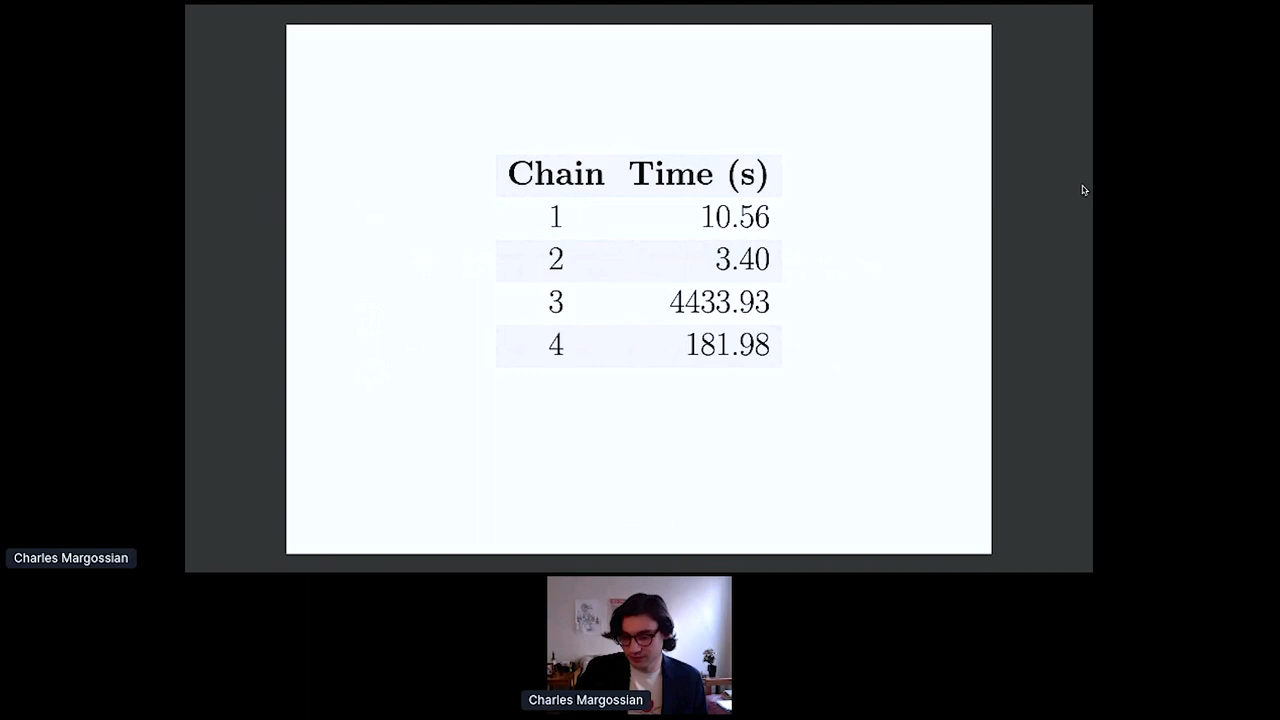 Chain Time (s)
1 10.56
2 3.40
3 4433.93
4 181.98
Charles Margossian
Charles Margossian